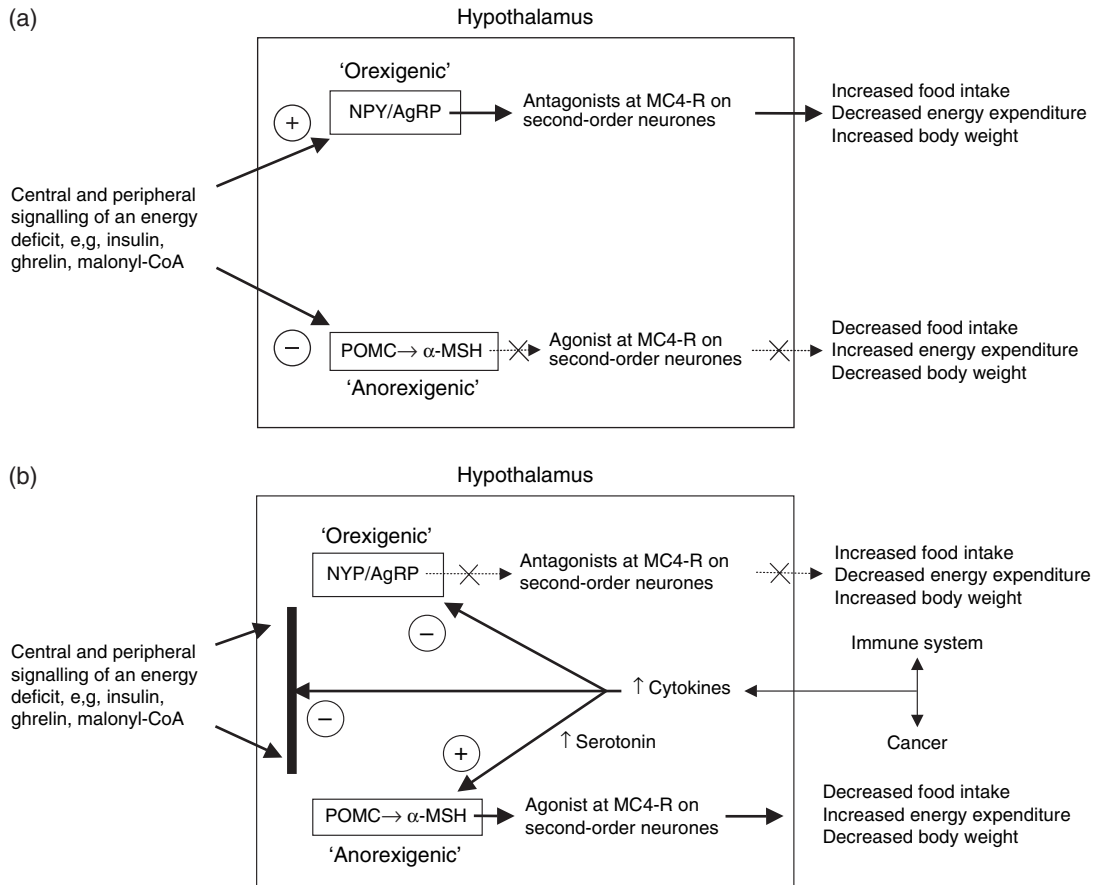 (a)
Hypothalamus
'Orexigenic'
NPY/AgRP
+
Antagonists at MC4-R on
second-order neurones
Increased food intake
Decreased energy expenditure
Increased body weight
Central and peripheral
signalling of an energy
deficit, e,g, insulin,
ghrelin, malonyl-CoA
−
POMC→ α-MSH
'Anorexigenic'
Agonist at MC4-R on
second-order neurones
Decreased food intake
Increased energy expenditure
Decreased body weight
(b)
Hypothalamus
'Orexigenic'
NYP/AgRP
Antagonists at MC4-R on
second-order neurones
Increased food intake
Decreased energy expenditure
Increased body weight
Central and peripheral
signalling of an energy
deficit, e,g, insulin,
ghrelin, malonyl-CoA
−
−
↑ Cytokines
Immune system
Cancer
↑ Serotonin
+
POMC→ α-MSH
'Anorexigenic'
Agonist at MC4-R on
second-order neurones
Decreased food intake
Increased energy expenditure
Decreased body weight